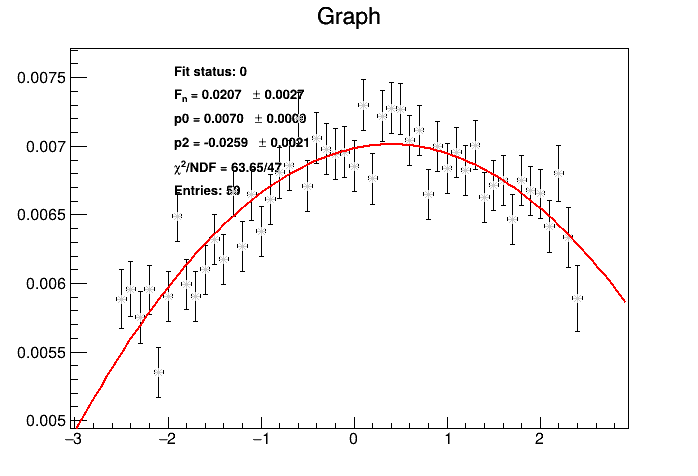 Graph
Fit status: 0
Fn = 0.0207 ± 0.0027
p0 = 0.0070 ± 0.0000
p2 = -0.0259 ± 0.0021
χ²/NDF = 63.65/47
Entries: 59
0.0075
0.007
0.0065
0.006
0.0055
0.005
−3 −2 −1 0 1 2